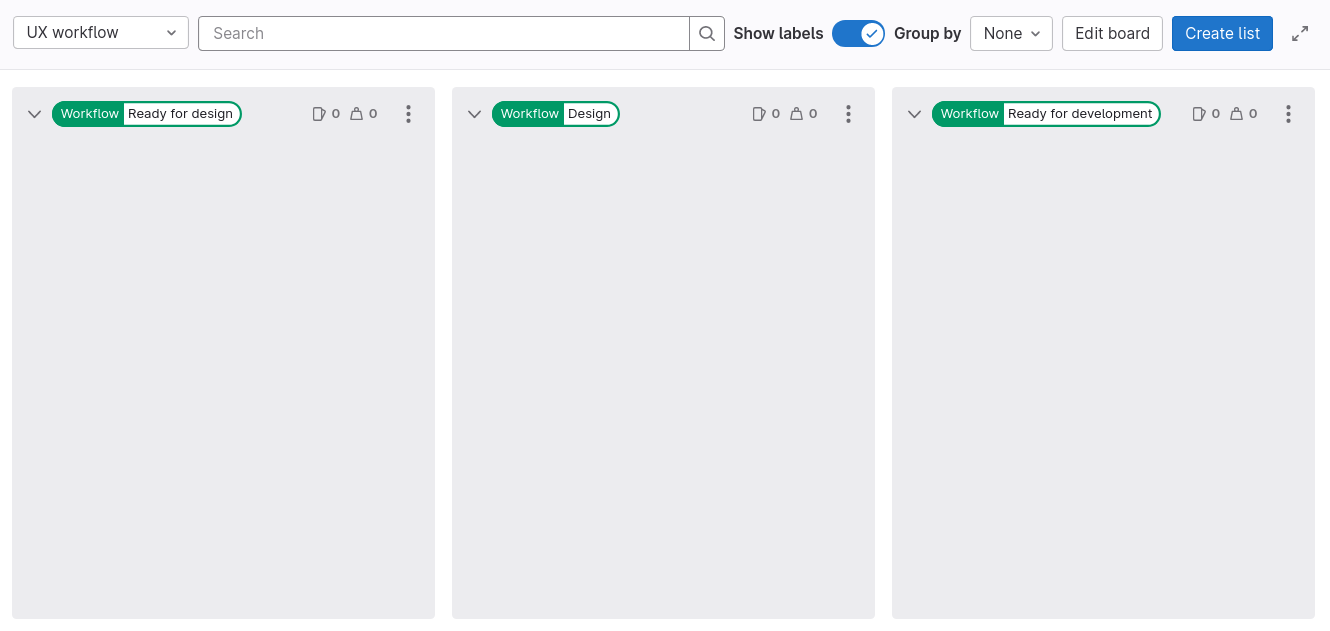 UX workflow Search Show labels Group by None Edit board Create list
Workflow Ready for design 0 0 Workflow Design 0 0 Workflow Ready for development 0 0